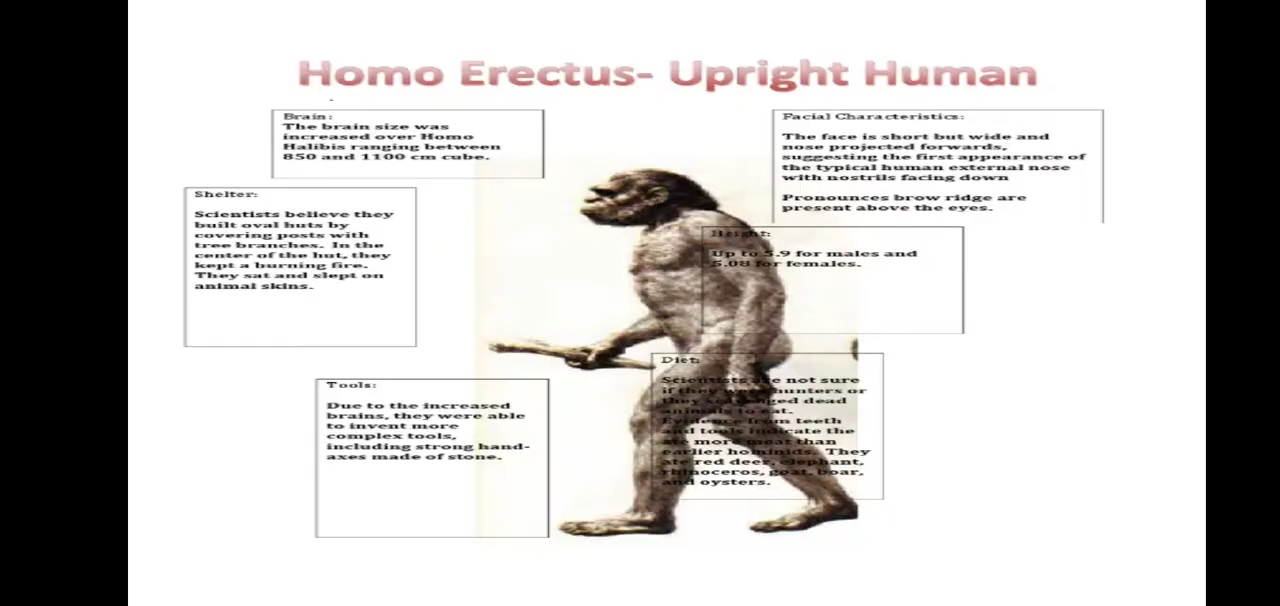 Homo Erectus- Upright Human
Brain:
The brain size was
increased over Homo
Halibis ranging between
850 and 1100 cm cube.
Facial Characteristics:
The face is short but wide and
nose projected forwards,
suggesting the first appearance of
the typical human external nose
with nostrils facing down
Pronounces brow ridge are
present above the eyes.
Shelter:
Scientists believe they
built oval huts by
covering posts with
tree branches. In the
center of the hut, they
kept a burning fire.
They sat and slept on
animal skins.
Height:
Up to 5.9 for males and
5.08 for females.
Tools:
Due to the increased
brains, they were able
to invent more
complex tools,
including strong hand-
axes made of stone.
Diet:
Scientists are not sure
if they were hunters or
they scavenged dead
animals to eat.
Evidence from teeth
and tools indicate the
ate more meat than
earlier hominids. They
ate red deer, elephant,
rhinoceros, goat, boar,
and oysters.